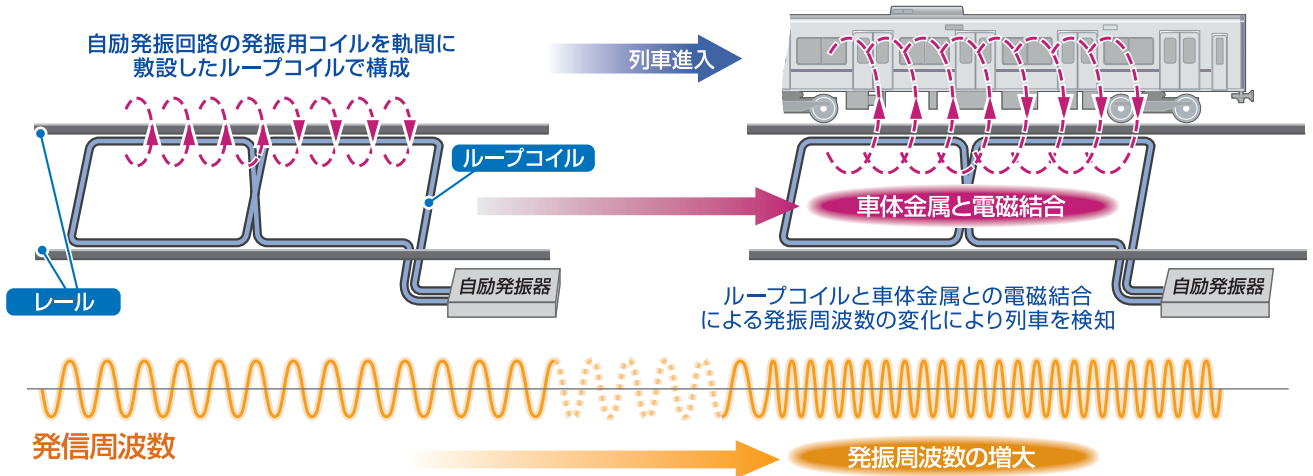 自励発振回路の発振用コイルを軌間に
敷設したループコイルで構成
列車進入
ループコイル
車体金属と電磁結合
レール
自励発振器
自励発振器
ループコイルと車体金属との電磁結合
による発振周波数の変化により列車を検知
発信周波数
発振周波数の増大